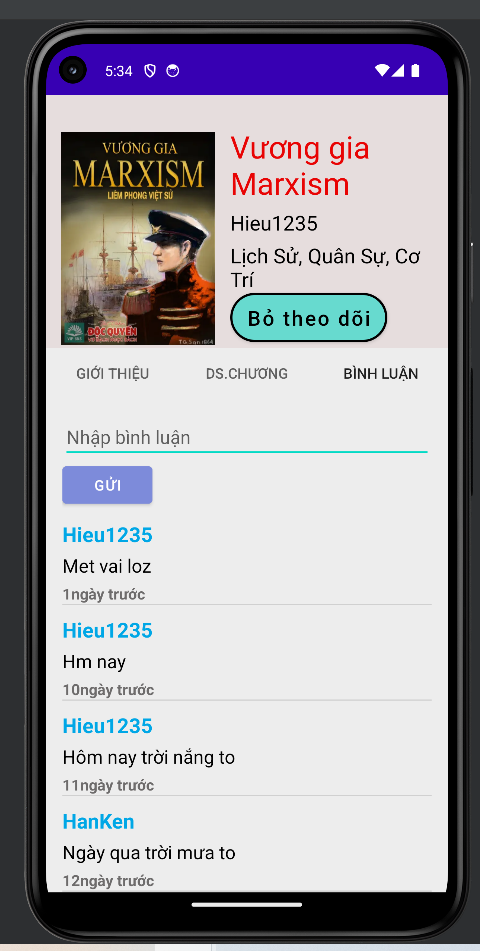 5:34
VƯƠNG GIA
MARXISM
LIÊM PHONG VIỆT SỬ
ĐỘC QUYỀN
Vương gia
Marxism
Hieu1235
Lịch Sử, Quân Sự, Cơ
Trí
Bỏ theo dõi
GIỚI THIỆU
DS.CHƯƠNG
BÌNH LUẬN
Nhập bình luận
GỬI
Hieu1235
Met vai loz
1ngày trước
Hieu1235
Hm nay
10ngày trước
Hieu1235
Hôm nay trời nắng to
11ngày trước
HanKen
Ngày qua trời mưa to
12ngày trước